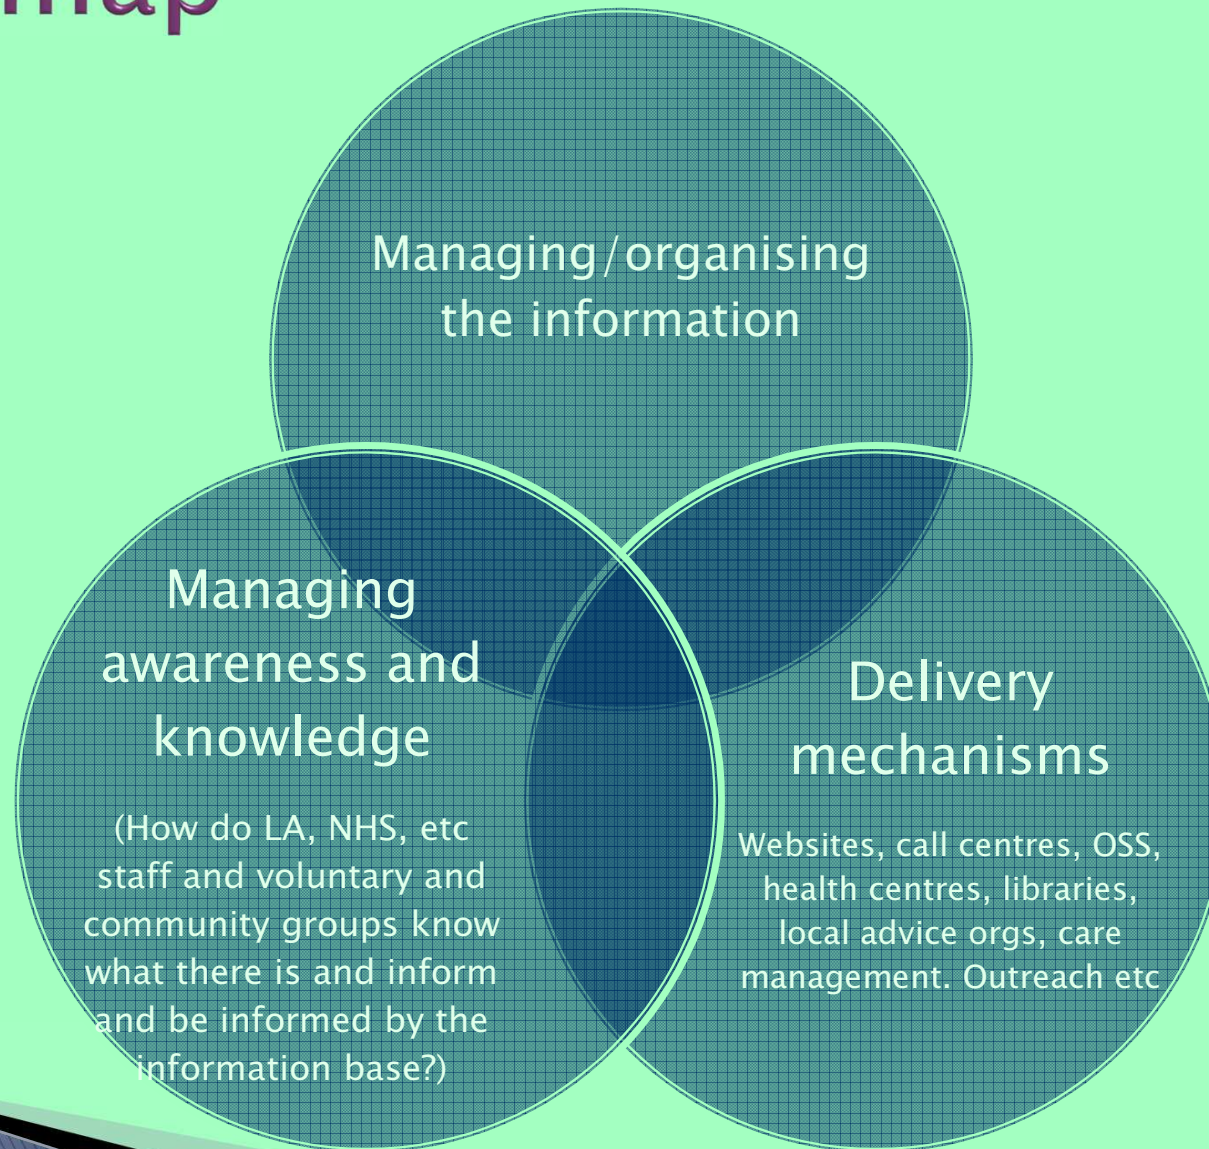 map
Managing/organising
the information
Managing
awareness and
knowledge
(How do LA, NHS, etc
staff and voluntary and
community groups know
what there is and inform
and be informed by the
information base?)
Delivery
mechanisms
Websites, call centres, OSS,
health centres, libraries,
local advice orgs, care
management. Outreach etc